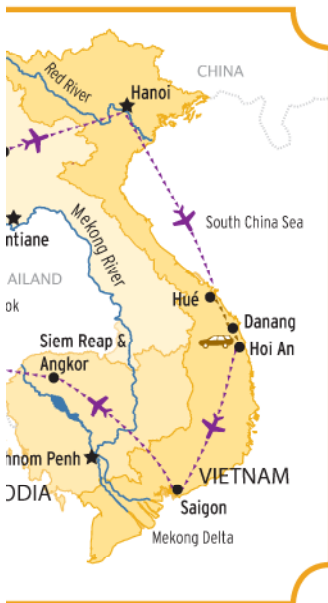 CHINA
Red River
Hanoi
South China Sea
Mekong River
ntiane
AILAND
ok
Hué
Danang
Hoi An
Siem Reap &
Angkor
nnom Penh
ODIA
VIETNAM
Saigon
Mekong Delta